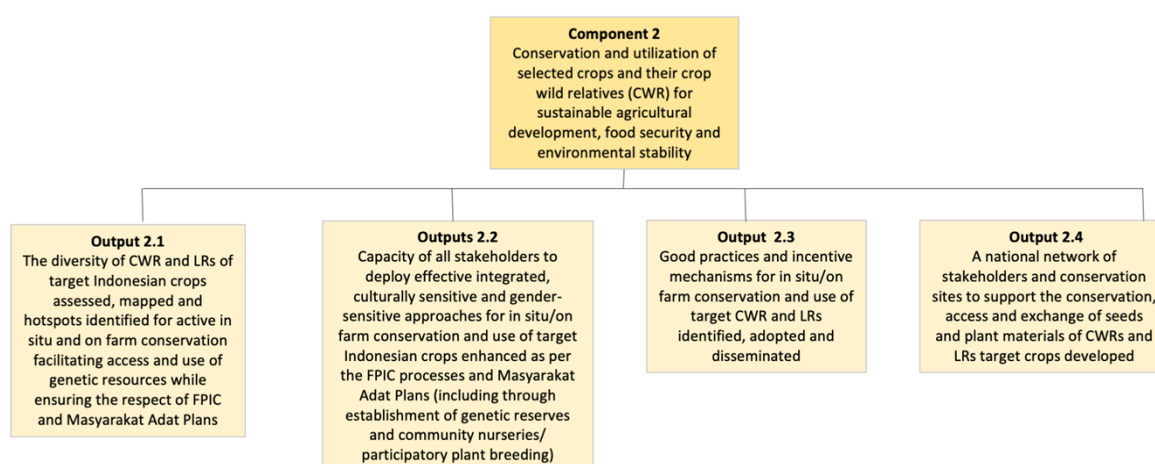 Component 2
Conservation and utilization of
selected crops and their crop
wild relatives (CWR) for
sustainable agricultural
development, food security and
environmental stability
Output 2.1
The diversity of CWR and LRs of
target Indonesian crops
assessed, mapped and
hotspots identified for active in
situ and on farm conservation
facilitating access and use of
genetic resources while
ensuring the respect of FPIC
and Masyarakat Adat Plans
Outputs 2.2
Capacity of all stakeholders to
deploy effective integrated,
culturally sensitive and gender-
sensitive approaches for in situ/on
farm conservation and use of target
Indonesian crops enhanced as per
the FPIC processes and Masyarakat
Adat Plans (including through
establishment of genetic reserves
and community nurseries/
participatory plant breeding)
Output 2.3
Good practices and incentive
mechanisms for in situ/on
farm conservation and use of
target CWR and LRs
identified, adopted and
disseminated
Output 2.4
A national network of
stakeholders and conservation
sites to support the conservation,
access and exchange of seeds
and plant materials of CWRs and
LRs target crops developed